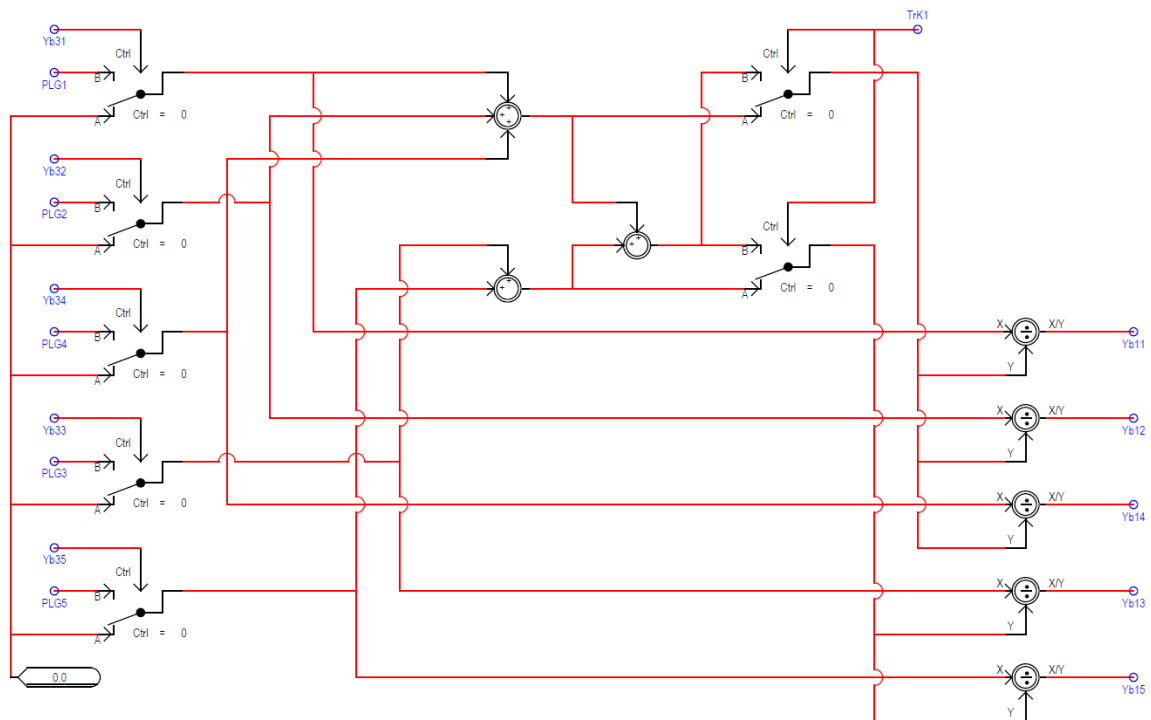 TrK1
Yb31
Ctrl
Ctrl
PLG1
B
B
A
Ctrl = 0
+
+
+
A
Ctrl = 0
Yb32
Ctrl
PLG2
B
Ctrl
A
Ctrl = 0
+
+
B
Yb34
+
+
A
Ctrl = 0
Ctrl
PLG4
B
X
÷
X/Y
Yb11
A
Ctrl = 0
Y
Yb33
X
÷
X/Y
Yb12
Ctrl
PLG3
B
Y
A
Ctrl = 0
X
÷
X/Y
Yb14
Yb35
Y
Ctrl
PLG5
B
X
÷
X/Y
Yb13
A
Ctrl = 0
Y
0.0
X
÷
X/Y
Yb15
Y